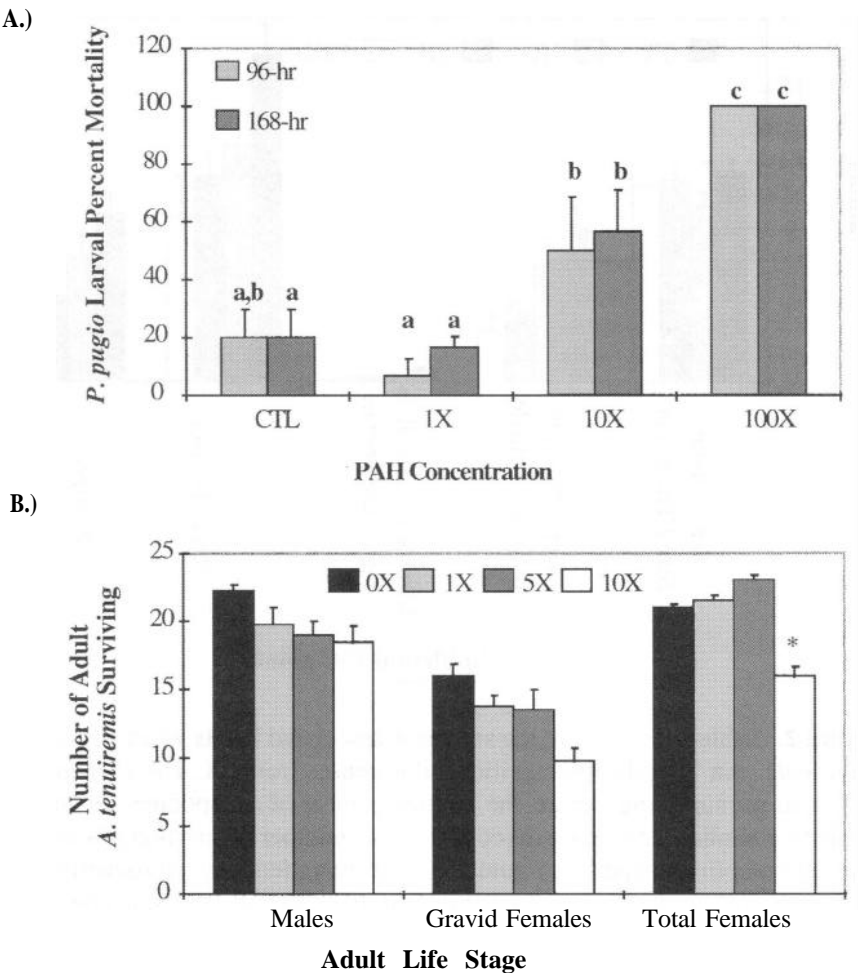 A.)
P. pugio Larval Percent Mortality
120
100
80
60
40
20
0
96-hr
168-hr
a,b
a
a
a
b
b
c
c
CTL
1X
10X
100X
PAH Concentration
B.)
Number of Adult
A. tenuiremis Surviving
25
20
15
10
5
0
0X
1X
5X
10X
*
Males
Gravid Females
Total Females
Adult Life Stage